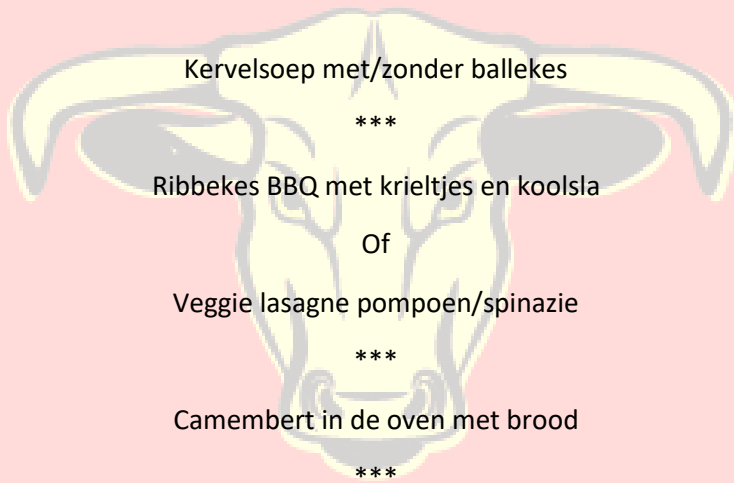 Kervelsoep met/zonder ballekes
***
Ribbekes BBQ met krieltjes en koolsla
Of
Veggie lasagne pompoen/spinazie
***
Camembert in de oven met brood
***